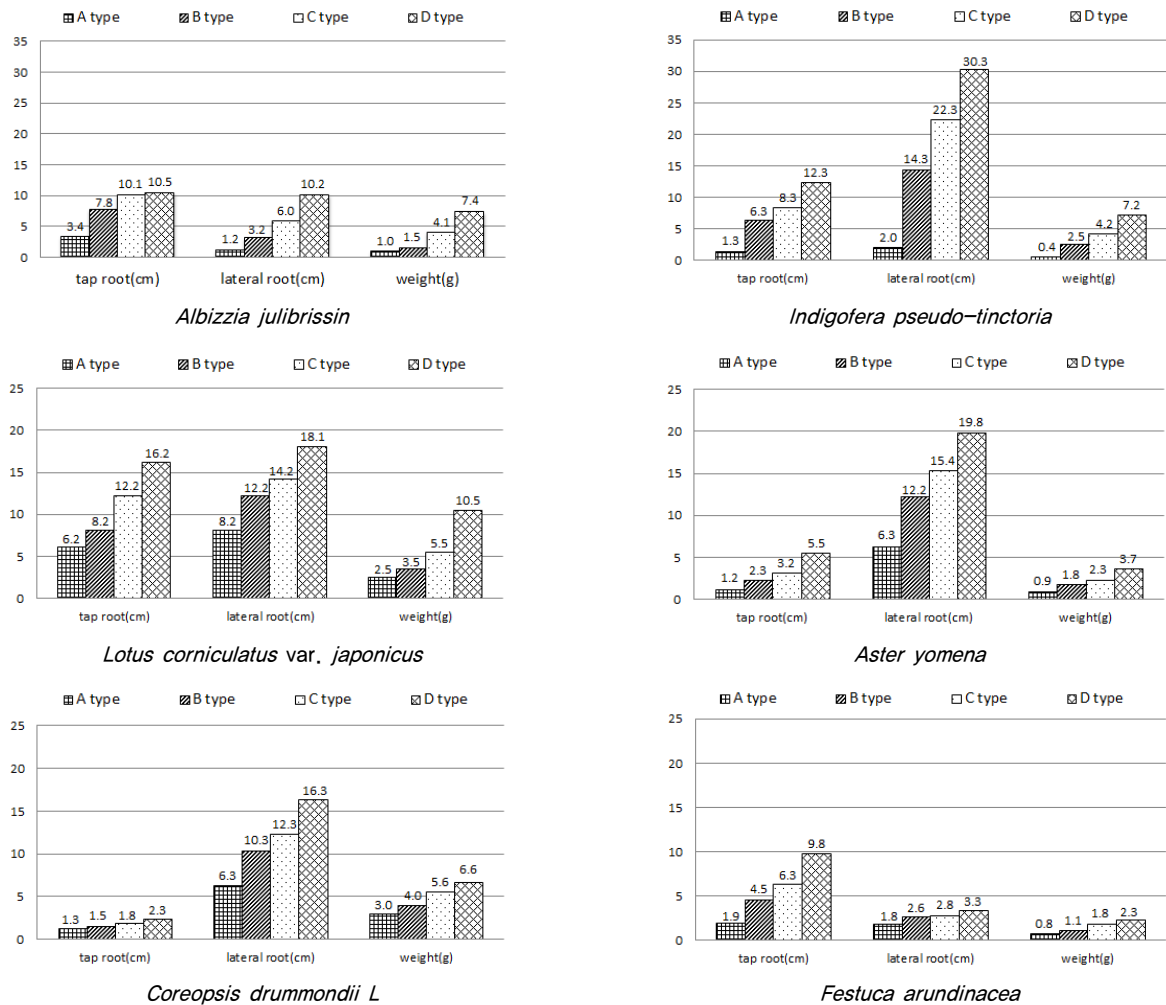 A type B type C type D type
35
30
25
20
15
10
5
0
3.4 7.8 10.1 10.5 1.2 3.2 6.0 10.2 1.0 1.5 4.1 7.4
tap root(cm) lateral root(cm) weight(g)
Albizzia julibrissin
A type B type C type D type
35
30
25
20
15
10
5
0
1.3 6.3 8.3 12.3 2.0 14.3 22.3 30.3 0.4 2.5 4.2 7.2
tap root(cm) lateral root(cm) weight(g)
Indigofera pseudo-tinctoria
A type B type C type D type
25
20
15
10
5
0
6.2 8.2 12.2 16.2 8.2 12.2 14.2 18.1 2.5 3.5 5.5 10.5
tap root(cm) lateral root(cm) weight(g)
Lotus corniculatus var. japonicus
A type B type C type D type
25
20
15
10
5
0
1.2 2.3 3.2 5.5 6.3 12.2 15.4 19.8 0.9 1.8 2.3 3.7
tap root(cm) lateral root(cm) weight(g)
Aster yomena
A type B type C type D type
25
20
15
10
5
0
1.3 1.5 1.8 2.3 6.3 10.3 12.3 16.3 3.0 4.0 5.6 6.6
tap root(cm) lateral root(cm) weight(g)
Coreopsis drummondii L
A type B type C type D type
25
20
15
10
5
0
1.9 4.5 6.3 9.8 1.8 2.6 2.8 3.3 0.8 1.1 1.8 2.3
tap root(cm) lateral root(cm) weight(g)
Festuca arundinacea